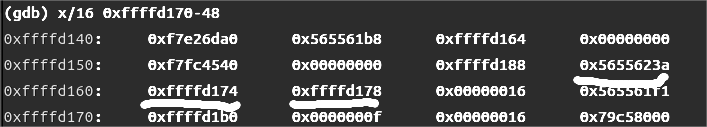 (gdb) x/16 0xffffd170-48
0xffffd140: 0xf7e26da0 0x565561b8 0xffffd164 0x00000000
0xffffd150: 0xf7fc4540 0x00000000 0xffffd188 0x5655623a
0xffffd160: 0xffffd174 0xffffd178 0x00000016 0x565561f1
0xffffd170: 0xffffd1b0 0x0000000f 0x00000016 0x79c58000